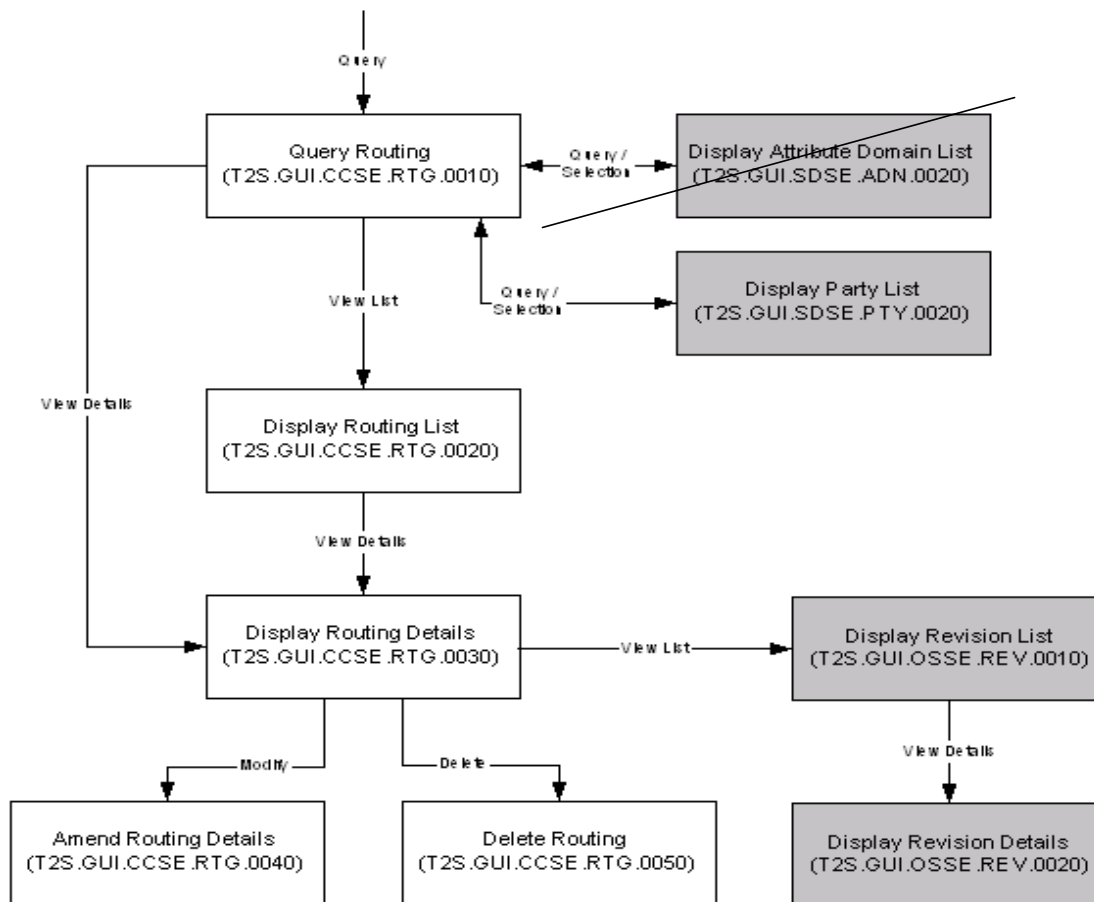 Query
Query Routing
(T2S.GUI.CCSE.RTG.0010)
Query /
Selection
Display Attribute Domain List
(T2S.GUI.SDSE.ADN.0020)
Query /
Selection
Display Party List
(T2S.GUI.SDSE.PTY.0020)
View List
View Details
Display Routing List
(T2S.GUI.CCSE.RTG.0020)
View Details
Display Routing Details
(T2S.GUI.CCSE.RTG.0030)
View List
Display Revision List
(T2S.GUI.OSSE.REV.0010)
View Details
Modify
Delete
Amend Routing Details
(T2S.GUI.CCSE.RTG.0040)
Delete Routing
(T2S.GUI.CCSE.RTG.0050)
Display Revision Details
(T2S.GUI.OSSE.REV.0020)